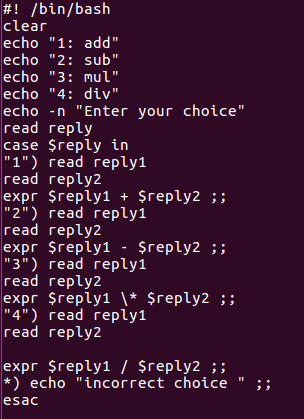 #! /bin/bash
clear
echo "1: add"
echo "2: sub"
echo "3: mul"
echo "4: div"
echo -n "Enter your choice"
read reply
case $reply in
"1") read reply1
read reply2
expr $reply1 + $reply2 ;;
"2") read reply1
read reply2
expr $reply1 - $reply2 ;;
"3") read reply1
read reply2
expr $reply1 \* $reply2 ;;
"4") read reply1
read reply2

expr $reply1 / $reply2 ;;
*) echo "incorrect choice " ;;
esac